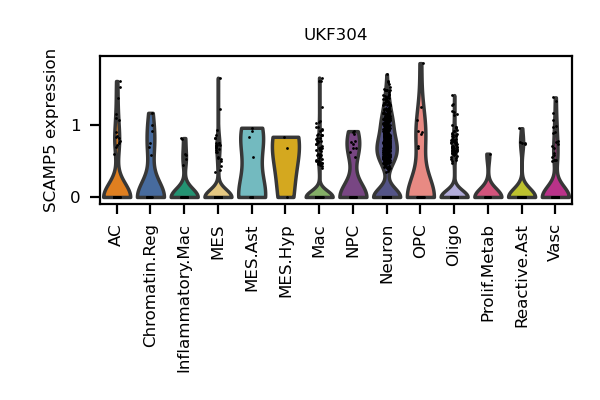 UKF304
SCAMP5 expression
1
0
AC
Chromatin.Reg
Inflammatory.Mac
MES
MES.Ast
MES.Hyp
Mac
NPC
Neuron
OPC
Oligo
Prolif.Metab
Reactive.Ast
Vasc